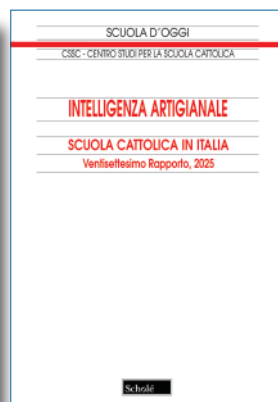 SCUOLA D'OGGI
CSSC - CENTRO STUDI PER LA SCUOLA CATTOLICA
INTELLIGENZA ARTIGIANALE
SCUOLA CATTOLICA IN ITALIA
Ventisettesimo Rapporto, 2025
Scholé